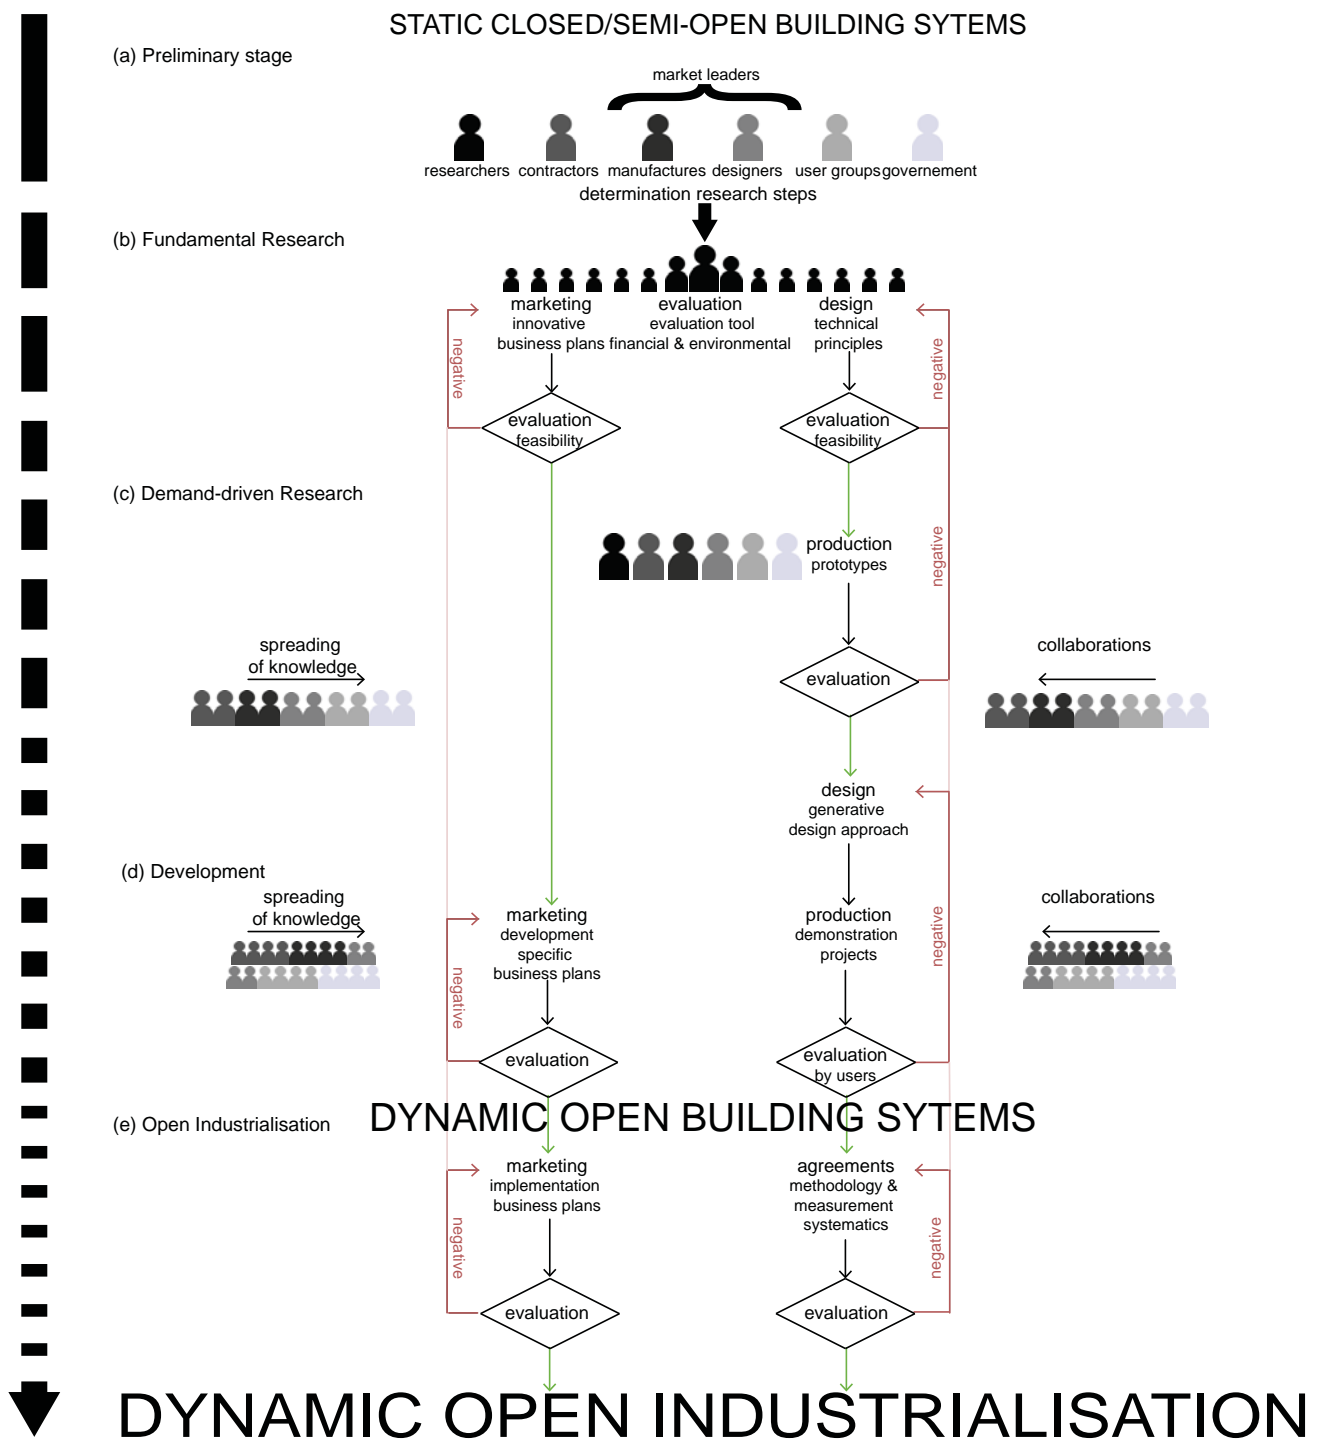 STATIC CLOSED/SEMI-OPEN BUILDING SYTEMS
(a) Preliminary stage
market leaders
researchers contractors manufactures designers user groups governement
determination research steps
(b) Fundamental Research
marketing
innovative
business plans
evaluation
evaluation tool
financial & environmental
design
technical
principles
negative
negative
evaluation
feasibility
evaluation
feasibility
(c) Demand-driven Research
production
prototypes
negative
spreading
of knowledge
collaborations
evaluation
design
generative
design approach
(d) Development
spreading
of knowledge
collaborations
marketing
development
specific
business plans
production
demonstration
projects
negative
negative
evaluation
evaluation
by users
DYNAMIC OPEN BUILDING SYTEMS
(e) Open Industrialisation
marketing
implementation
business plans
agreements
methodology &
measurement
systematics
negative
negative
evaluation
evaluation
DYNAMIC OPEN INDUSTRIALISATION